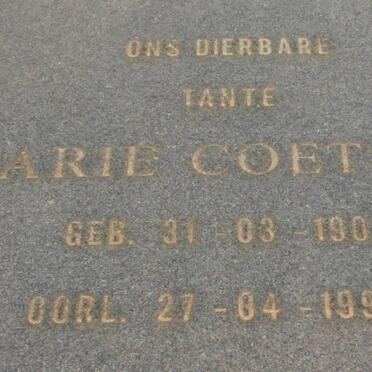 ONS DIERBARE
TANTE
ARIE COET
GEB. 31-03-190
OORL. 27-04-199